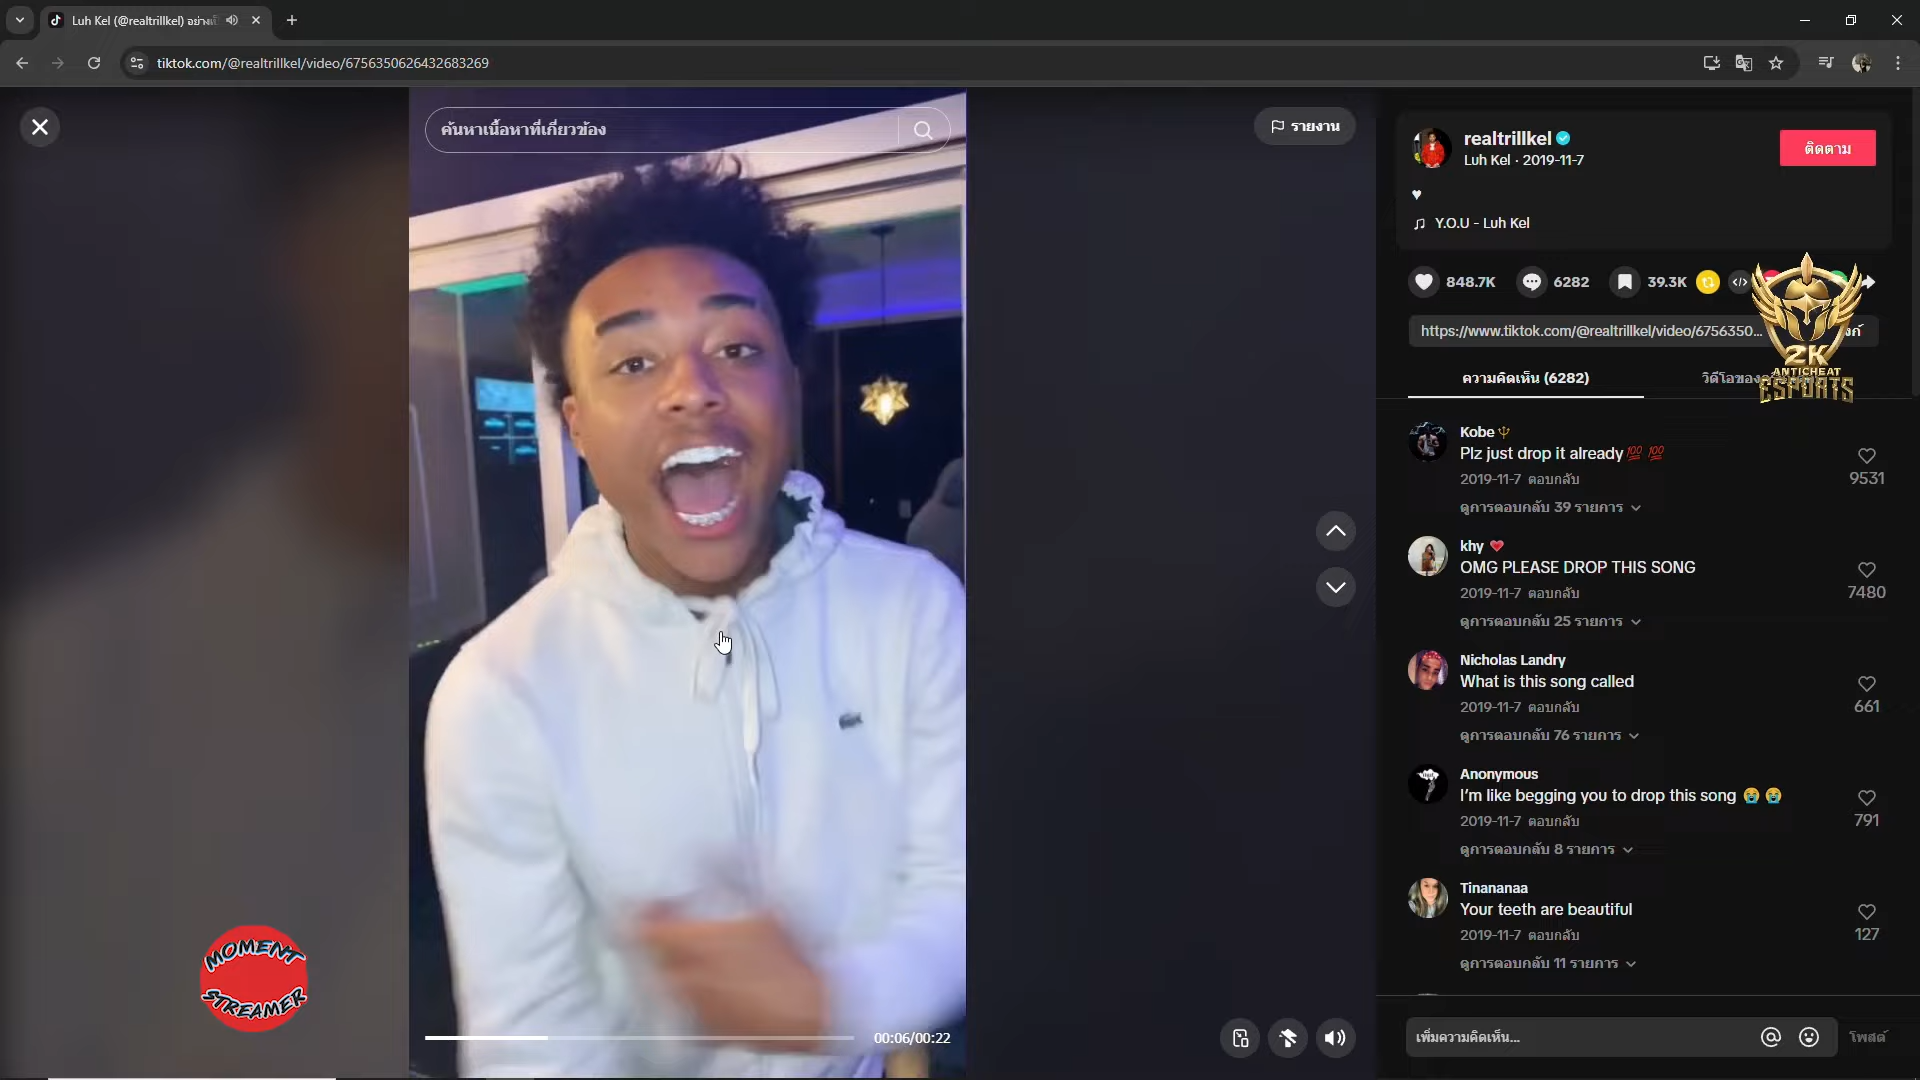 Luh Kel (@realtrillkel) อย่างเป็
tiktok.com/@realtrillkel/video/6756350626432683269
ค้นหาเนื้อหาที่เกี่ยวข้อง
รายงาน
realtrillkel
Luh Kel · 2019-11-7
ติดตาม
♥
Y.O.U - Luh Kel
848.7K
6282
39.3K
https://www.tiktok.com/@realtrillkel/video/6756350...
2K
ANTICHEAT
ESPORTS
ความคิดเห็น (6282)
วิดีโอของ
Kobe
Plz just drop it already💯 💯
2019-11-7 ตอบกลับ
9531
ดูการตอบกลับ 39 รายการ
khy ❤️
OMG PLEASE DROP THIS SONG
2019-11-7 ตอบกลับ
7480
ดูการตอบกลับ 25 รายการ
Nicholas Landry
What is this song called
2019-11-7 ตอบกลับ
661
ดูการตอบกลับ 76 รายการ
Anonymous
I'm like begging you to drop this song 😭 😭
2019-11-7 ตอบกลับ
791
ดูการตอบกลับ 8 รายการ
Tinananaa
Your teeth are beautiful
2019-11-7 ตอบกลับ
127
ดูการตอบกลับ 11 รายการ
MOMENT
STREAMER
00:06/00:22
เพิ่มความคิดเห็น...
โพสต์